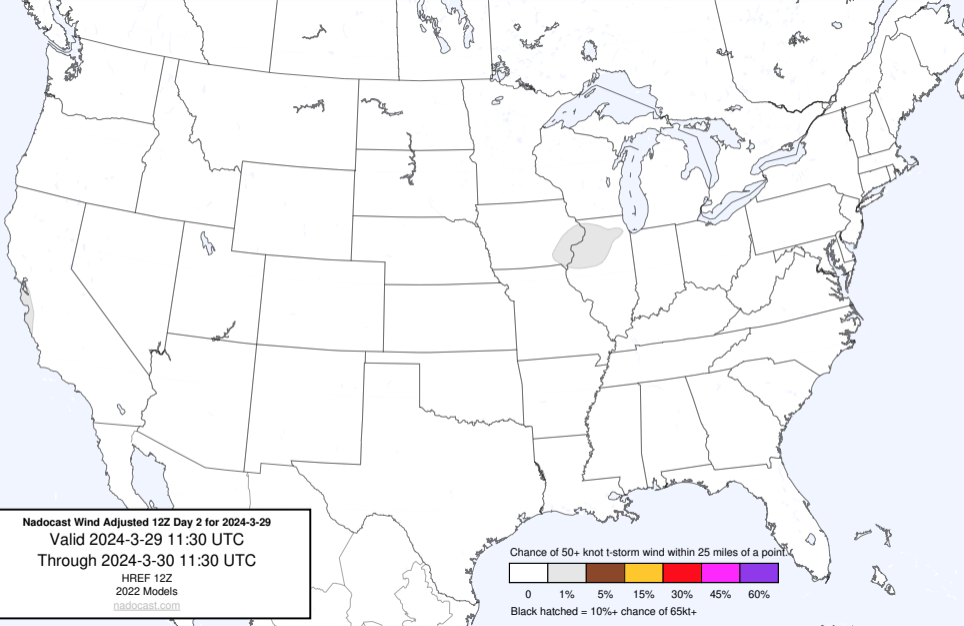 Nadocast Wind Adjusted 12Z Day 2 for 2024-3-29
Valid 2024-3-29 11:30 UTC
Through 2024-3-30 11:30 UTC
HREF 12Z
2022 Models
nadocast.com
Chance of 50+ knot t-storm wind within 25 miles of a point.
0 1% 5% 15% 30% 45% 60%
Black hatched = 10%+ chance of 65kt+